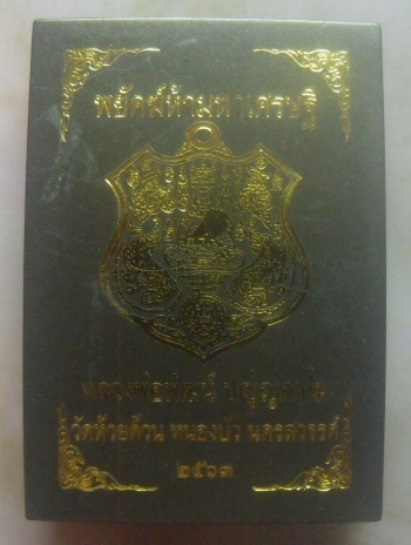 พยัคฆ์ห้ามหาเศรษฐี
หลวงพ่อพัฒน์ ปุญฺญกาโม
วัดห้วยด้วน หนองบัว นครสวรรค์
๒๕๖๓